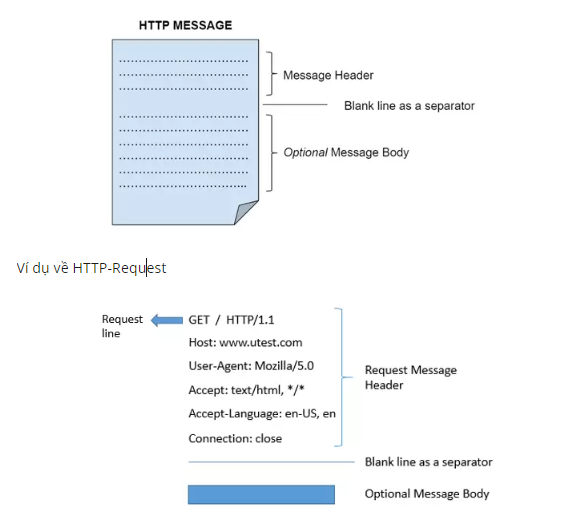 HTTP MESSAGE
Message Header
Blank line as a separator
Optional Message Body
Ví dụ về HTTP-Request
Request
line
GET / HTTP/1.1
Host: www.utest.com
User-Agent: Mozilla/5.0
Accept: text/html, */*
Accept-Language: en-US, en
Connection: close
Request Message
Header
Blank line as a separator
Optional Message Body